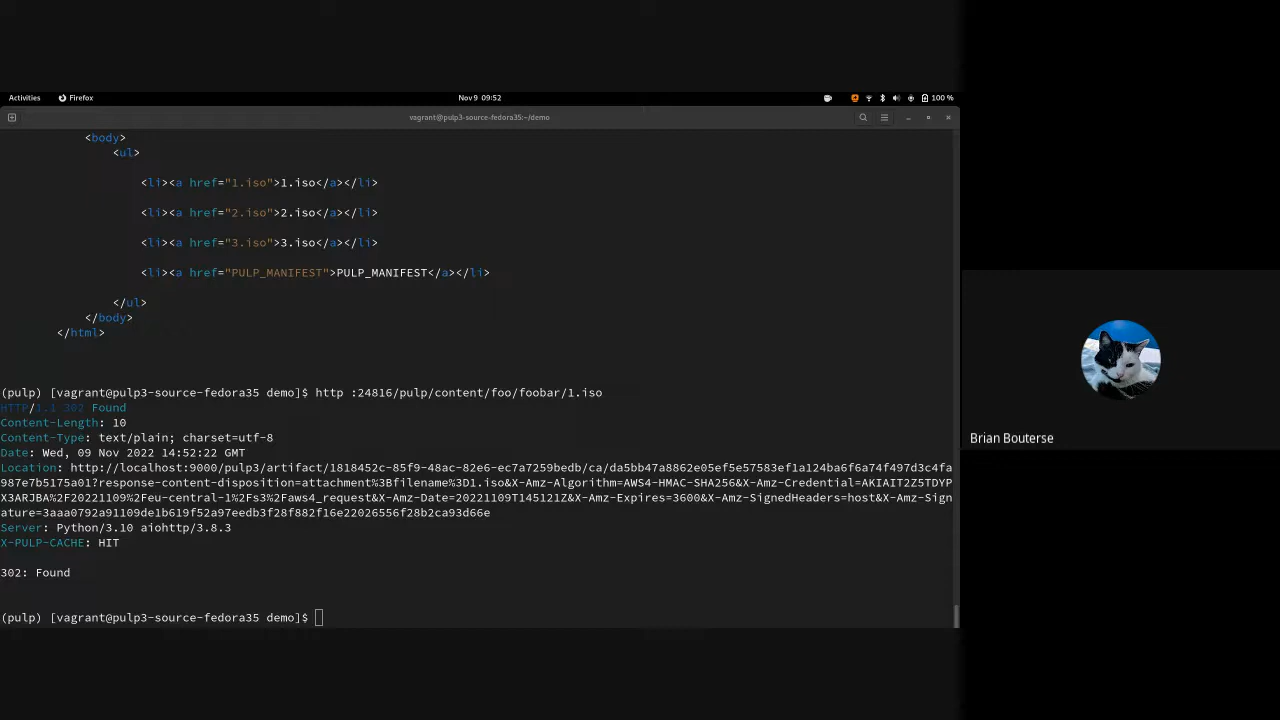 Activities Firefox Nov 9 09:52 100 %
vagrant@pulp3-source-fedora35:~/demo
<body>
<ul>
<li><a href="1.iso">1.iso</a></li>
<li><a href="2.iso">2.iso</a></li>
<li><a href="3.iso">3.iso</a></li>
<li><a href="PULP_MANIFEST">PULP_MANIFEST</a></li>
</ul>
</body>
</html>
(pulp) [vagrant@pulp3-source-fedora35 demo]$ http :24816/pulp/content/foo/foobar/1.iso
HTTP/1.1 302 Found
Content-Length: 10
Content-Type: text/plain; charset=utf-8
Date: Wed, 09 Nov 2022 14:52:22 GMT
Location: http://localhost:9000/pulp3/artifact/1818452c-85f9-48ac-82e6-ec7a7259bedb/ca/da5bb47a8862e05ef5e57583ef1a124ba6f6a74f497d3c4fa
987e7b5175a01?response-content-disposition=attachment%3Bfilename%3D1.iso&X-Amz-Algorithm=AWS4-HMAC-SHA256&X-Amz-Credential=AKIAIT2Z5TDYP
X3ARJBA%2F20221109%2Feu-central-1%2Fs3%2Faws4_request&X-Amz-Date=20221109T145121Z&X-Amz-Expires=3600&X-Amz-SignedHeaders=host&X-Amz-Sign
ature=3aaa0792a91109de1b619f52a97eedb3f28f882f16e22026556f28b2ca93d66e
Server: Python/3.10 aiohttp/3.8.3
X-PULP-CACHE: HIT
302: Found
(pulp) [vagrant@pulp3-source-fedora35 demo]$
Brian Bouterse